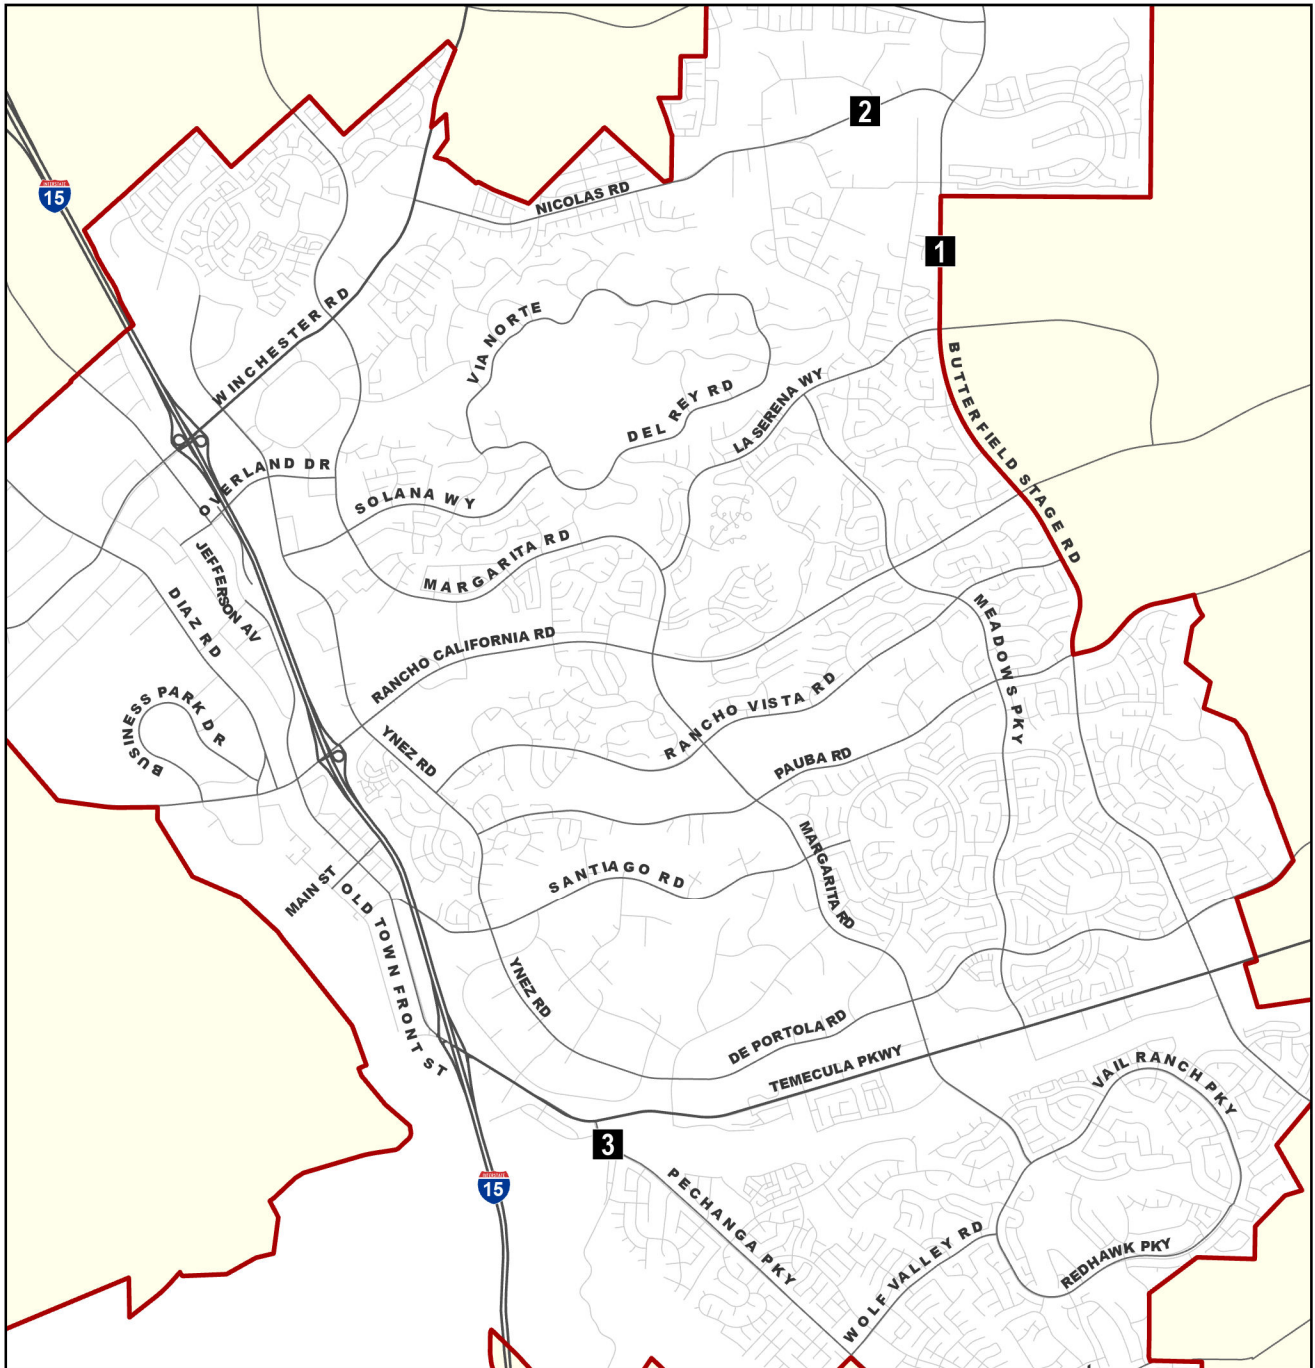 2
INTERSTATE
15
NICOLAS RD
1
WINCHESTER RD
VIA NORTE
BUTTERFIELD STAGE RD
DEL REY RD
LA SERENA WY
OVERLAND DR
SOLANA WY
MARGARITA RD
JEFFERSON AV
DIAZ RD
MEADOWS PKY
RANCHO CALIFORNIA RD
BUSINESS PARK DR
RANCHO VISTA RD
YNEZ RD
PAUBA RD
MARGARITA RD
MAIN ST
SANTIAGO RD
OLD TOWN FRONT ST
YNEZ RD
DE PORTOLA RD
TEMECULA PKWY
VAIL RANCH PKY
3
INTERSTATE
15
PECHANGA PKY
WOLF VALLEY RD
REDHAWK PKY